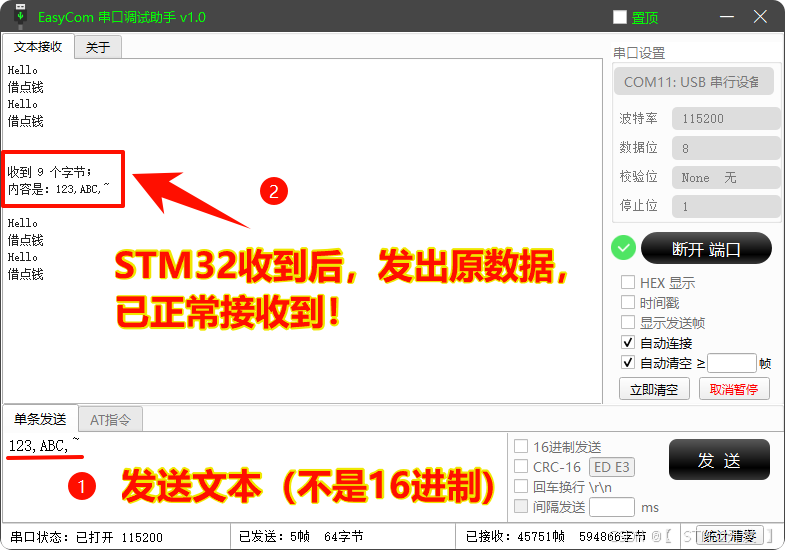 EasyCom 串口调试助手 v1.0
置顶
文本接收
关于
Hello。
借点钱
Hello。
借点钱
收到 9 个字节;
内容是: 123,ABC,~
Hello。
借点钱
Hello。
借点钱
②
STM32收到后，发出原数据，
已正常接收到！
串口设置
COM11: USB 串行设备
波特率 115200
数据位 8
校验位 None 无
停止位 1
断开 端口
HEX 显示
时间戳
显示发送帧
自动连接
自动清空 ≥ 帧
立即清空
取消暂停
单条发送
AT指令
123,ABC,~
① 发送文本（不是16进制)
16进制发送
CRC-16 ED E3
回车换行 \r\n
间隔发送 ms
发 送
串口状态: 已打开 115200
已发送: 5帧 64字节
已接收: 45751帧 594866字节
统计清零